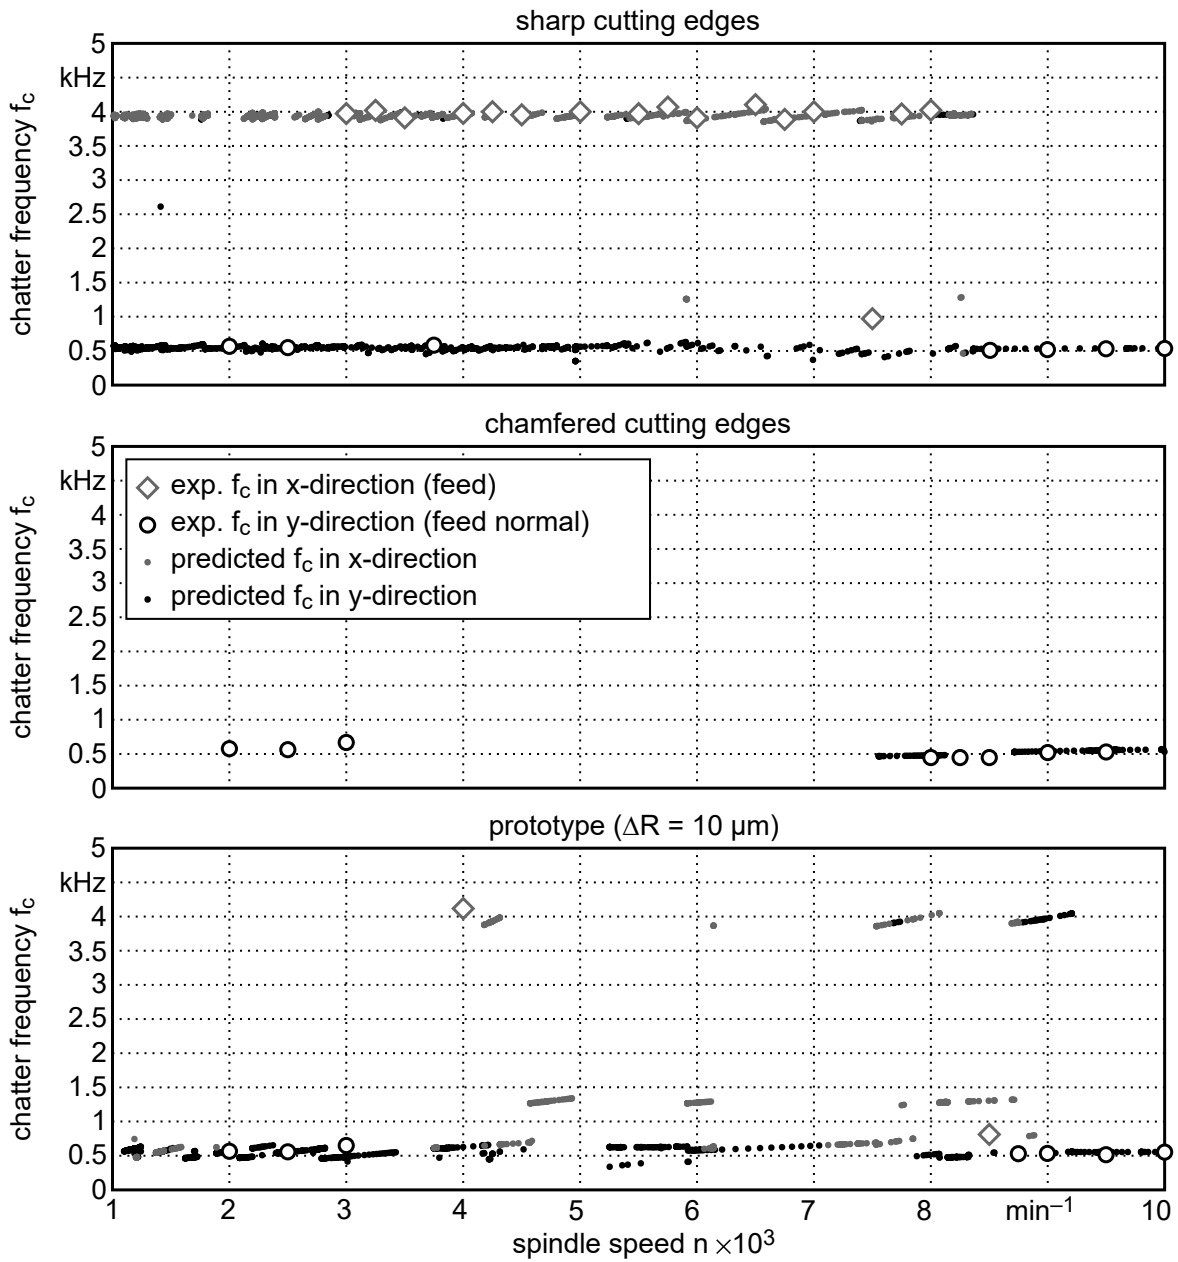 sharp cutting edges
5
kHz
4
3.5
3
2.5
2
1.5
1
0.5
0
chatter frequency fc
chamfered cutting edges
5
kHz
4
3.5
3
2.5
2
1.5
1
0.5
0
chatter frequency fc
exp. fc in x-direction (feed)
exp. fc in y-direction (feed normal)
predicted fc in x-direction
predicted fc in y-direction
prototype (ΔR = 10 µm)
5
kHz
4
3.5
3
2.5
2
1.5
1
0.5
0
chatter frequency fc
1 2 3 4 5 6 7 8 min⁻¹ 10
spindle speed n ×10³